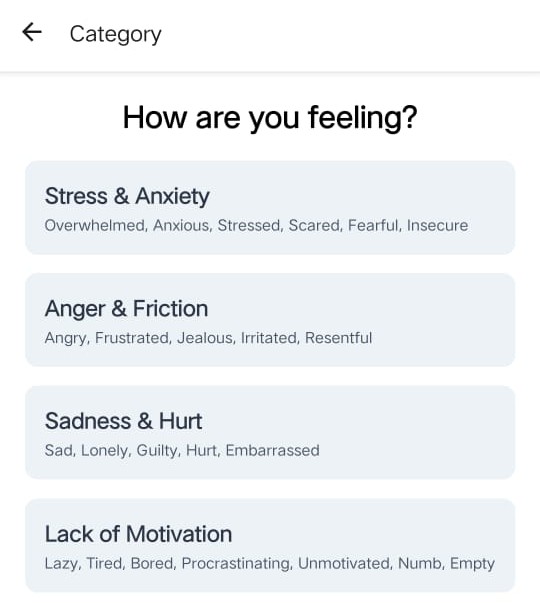 Category
How are you feeling?
Stress & Anxiety
Overwhelmed, Anxious, Stressed, Scared, Fearful, Insecure
Anger & Friction
Angry, Frustrated, Jealous, Irritated, Resentful
Sadness & Hurt
Sad, Lonely, Guilty, Hurt, Embarrassed
Lack of Motivation
Lazy, Tired, Bored, Procrastinating, Unmotivated, Numb, Empty